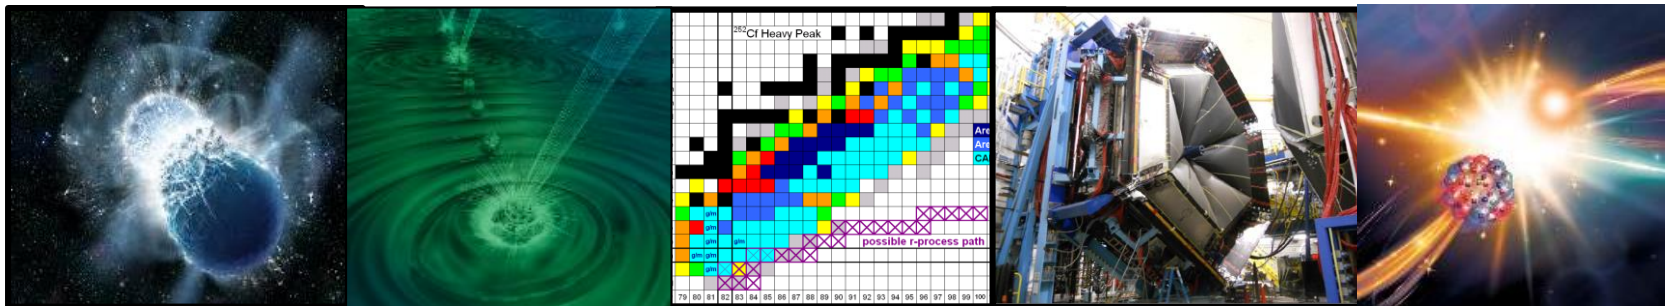 252Cf Heavy Peak
Are
Are
CA
g/m
g/m
g/m g/m
possible r-process path
g/m g/m
g/m
79 80 81 82 83 84 85 86 87 88 89 90 91 92 93 94 95 96 97 98 99 100